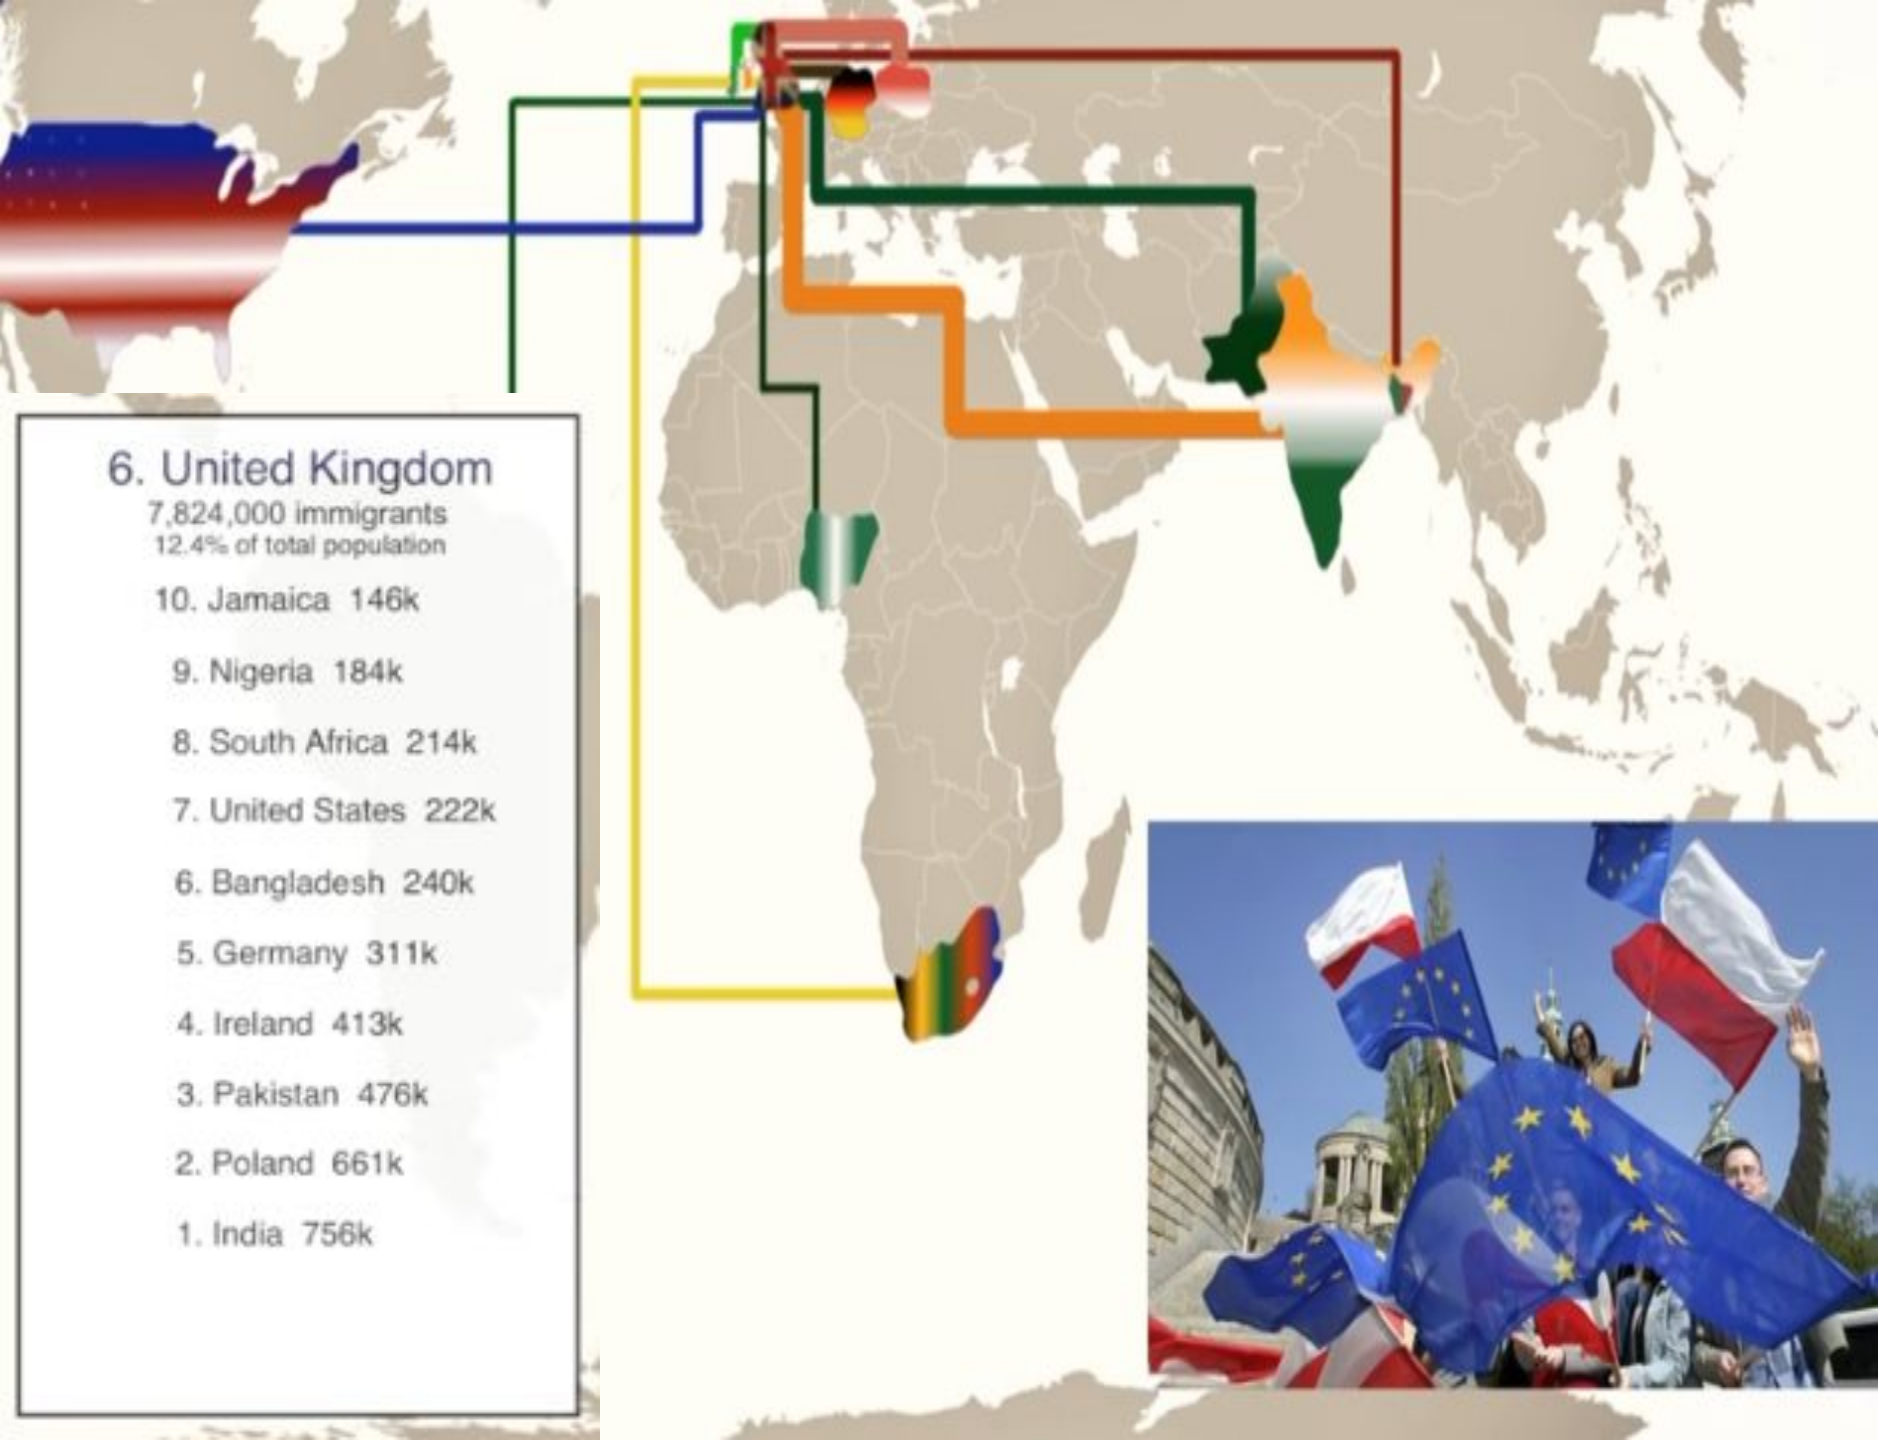 6. United Kingdom
7,824,000 immigrants
12.4% of total population
10. Jamaica 146k
9. Nigeria 184k
8. South Africa 214k
7. United States 222k
6. Bangladesh 240k
5. Germany 311k
4. Ireland 413k
3. Pakistan 476k
2. Poland 661k
1. India 756k